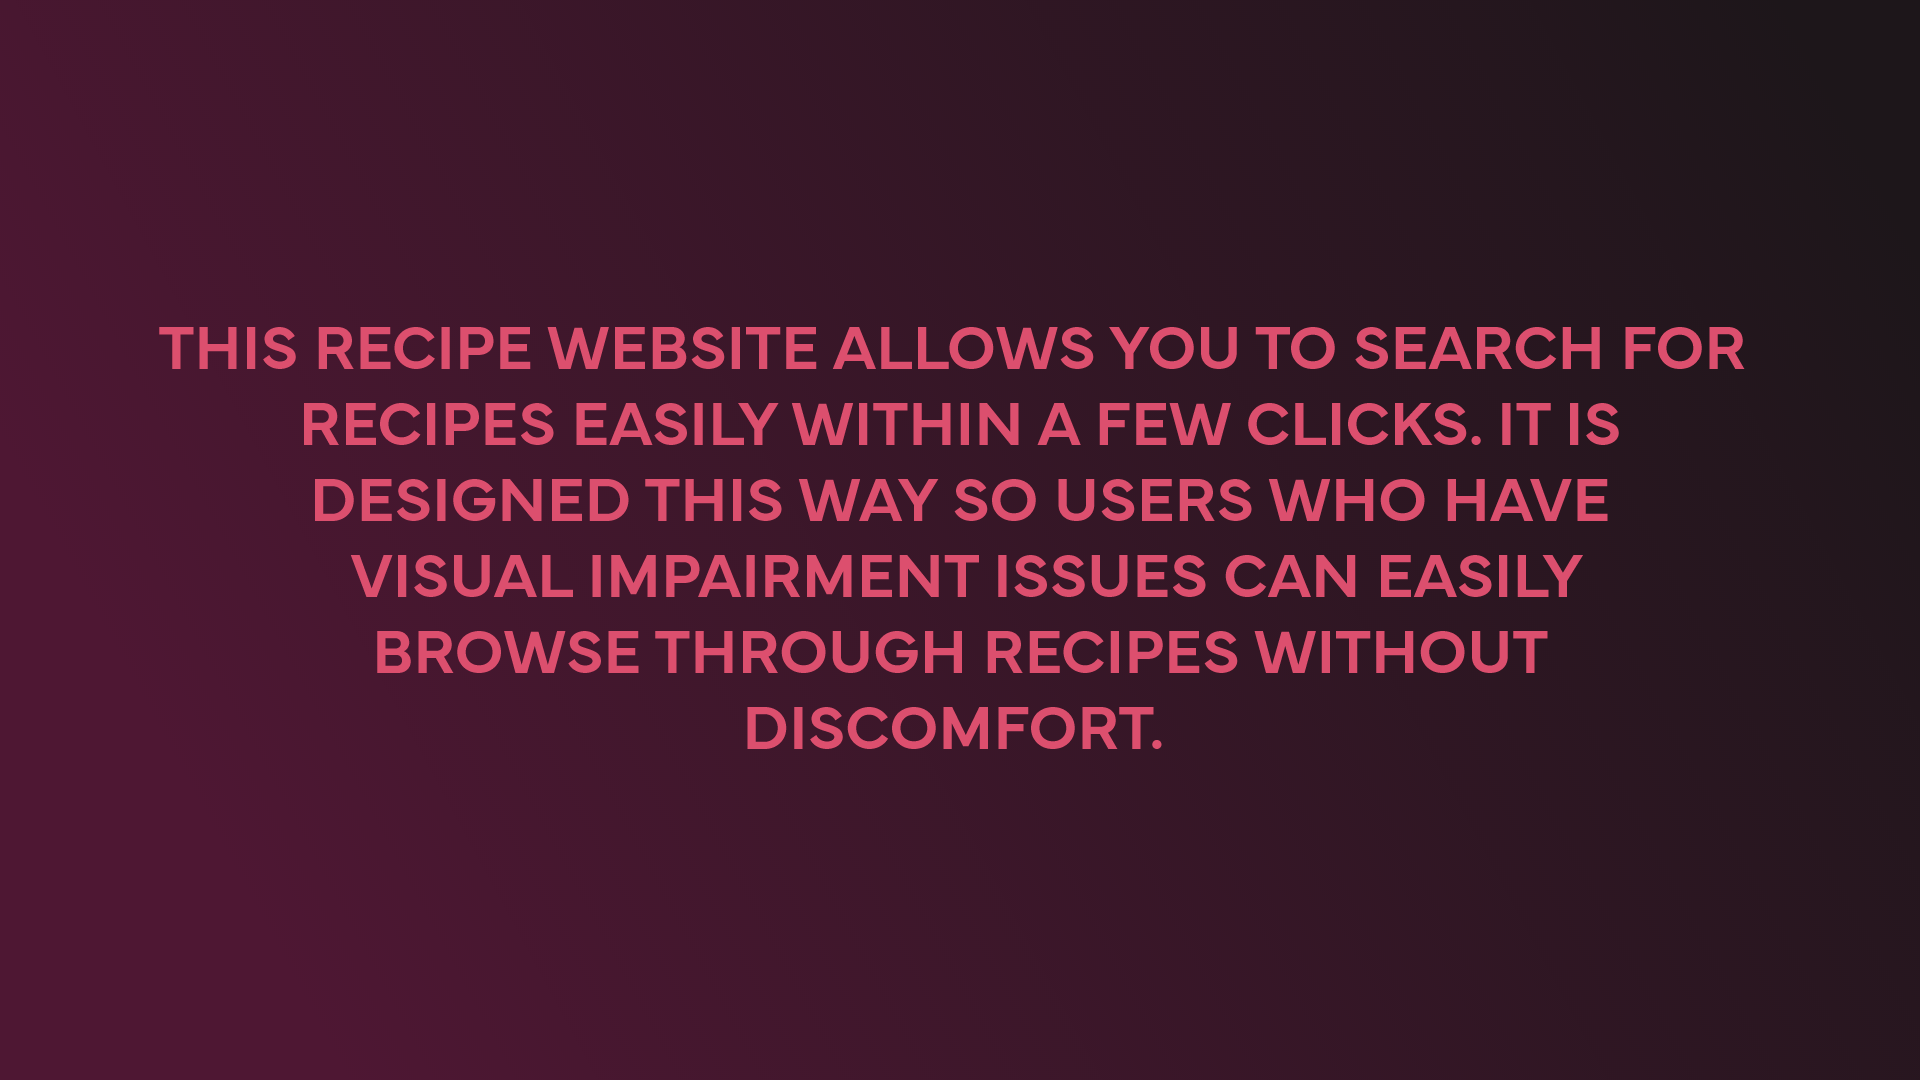 THIS RECIPE WEBSITE ALLOWS YOU TO SEARCH FOR
RECIPES EASILY WITHIN A FEW CLICKS. IT IS
DESIGNED THIS WAY SO USERS WHO HAVE
VISUAL IMPAIRMENT ISSUES CAN EASILY
BROWSE THROUGH RECIPES WITHOUT
DISCOMFORT.